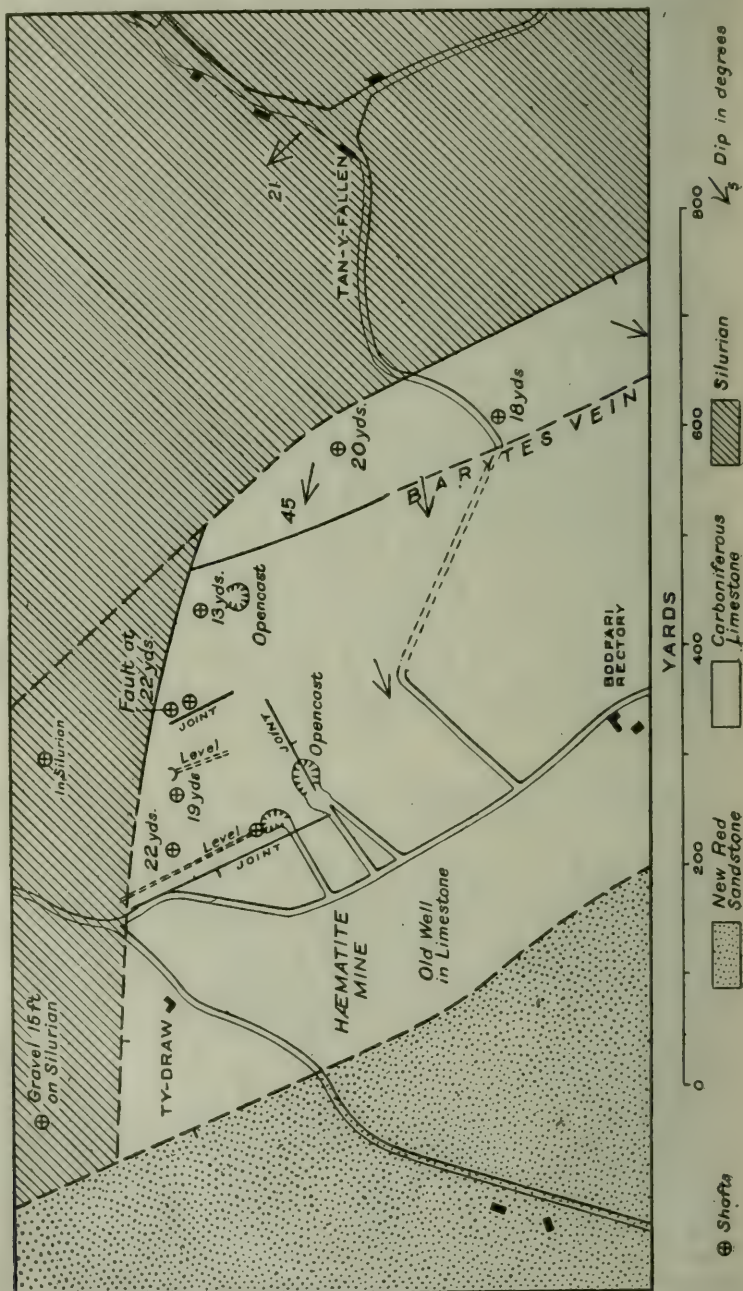 Gravel 15 ft
on Silurian
In Silurian
Fault at
22 yds.
22 yds.
19 yds
Level
Level
JOINT
JOINT
JOINT
13 yds.
Opencast
Opencast
45
20 yds.
21
TAN-Y-FALLEN
18 yds
BARYTES VEIN
TY-DRAW
HÆMATITE
MINE
Old Well
in Limestone
BODFARI
RECTORY
0
200
400
600
800
YARDS
Shafts
New Red
Sandstone
Carboniferous
Limestone
Silurian
5
Dip in degrees